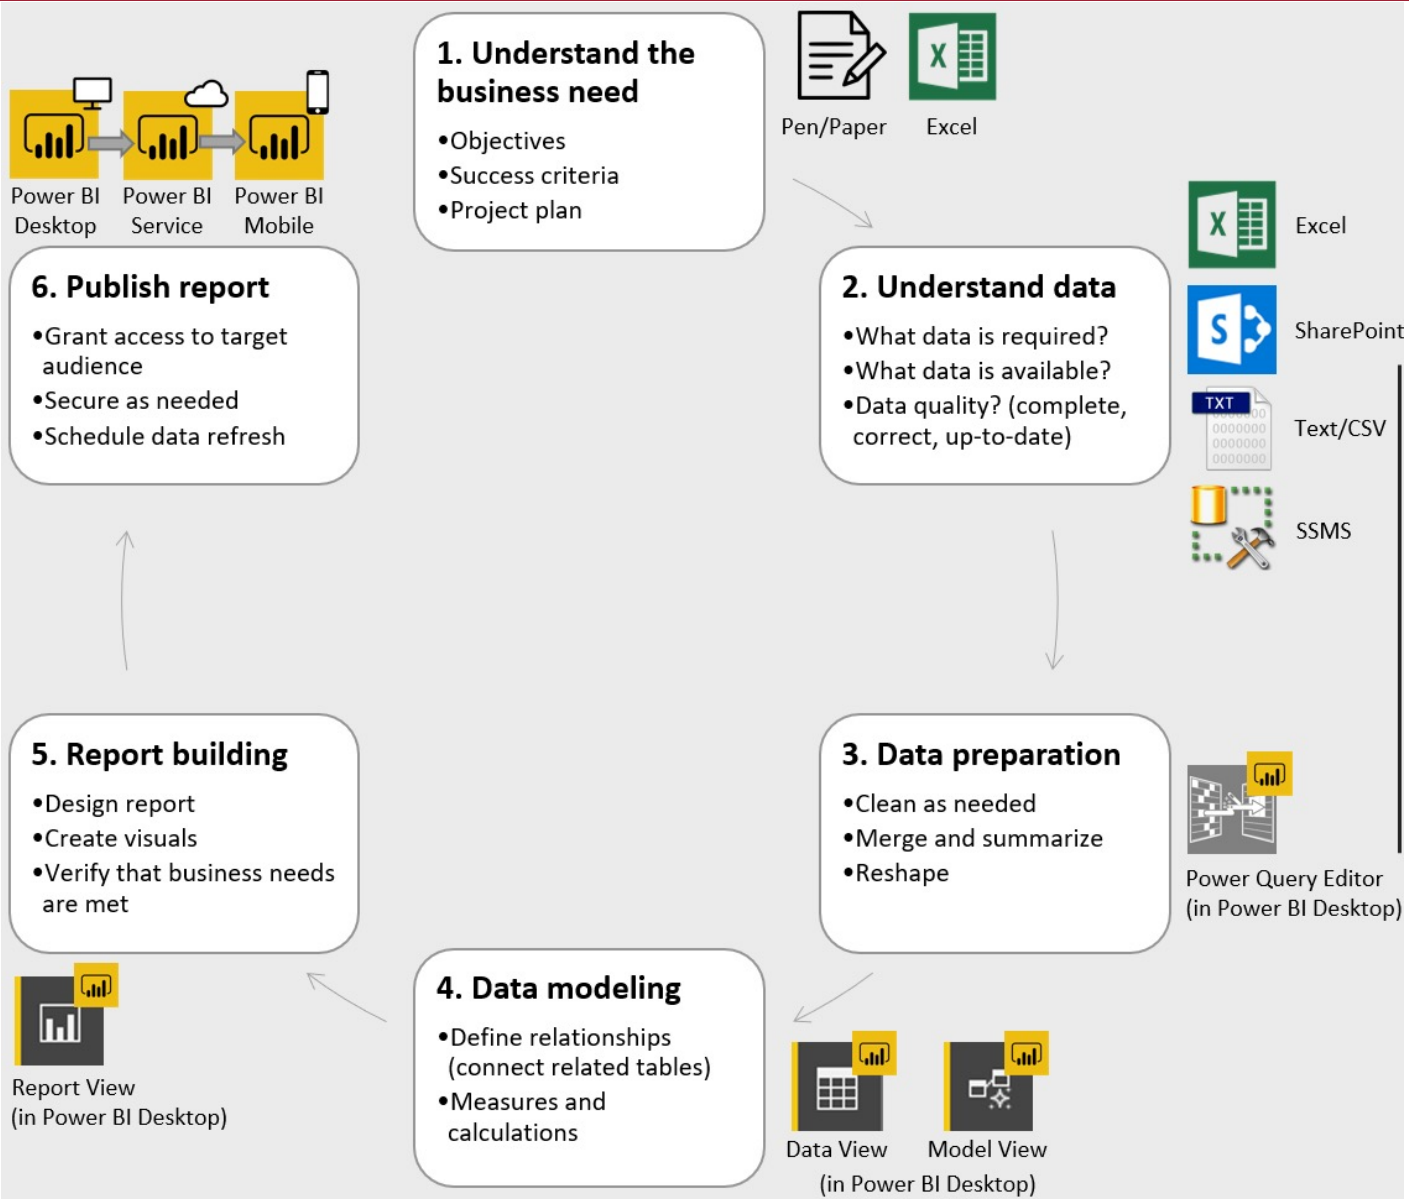 1. Understand the
business need
•Objectives
•Success criteria
•Project plan
Pen/Paper
Excel
Excel
SharePoint
TXT
Text/CSV
SSMS
2. Understand data
•What data is required?
•What data is available?
•Data quality? (complete,
correct, up-to-date)
3. Data preparation
•Clean as needed
•Merge and summarize
•Reshape
Power Query Editor
(in Power BI Desktop)
4. Data modeling
•Define relationships
(connect related tables)
•Measures and
calculations
Data View
Model View
(in Power BI Desktop)
5. Report building
•Design report
•Create visuals
•Verify that business needs
are met
Report View
(in Power BI Desktop)
Power BI
Desktop
Power BI
Service
Power BI
Mobile
6. Publish report
•Grant access to target
audience
•Secure as needed
•Schedule data refresh